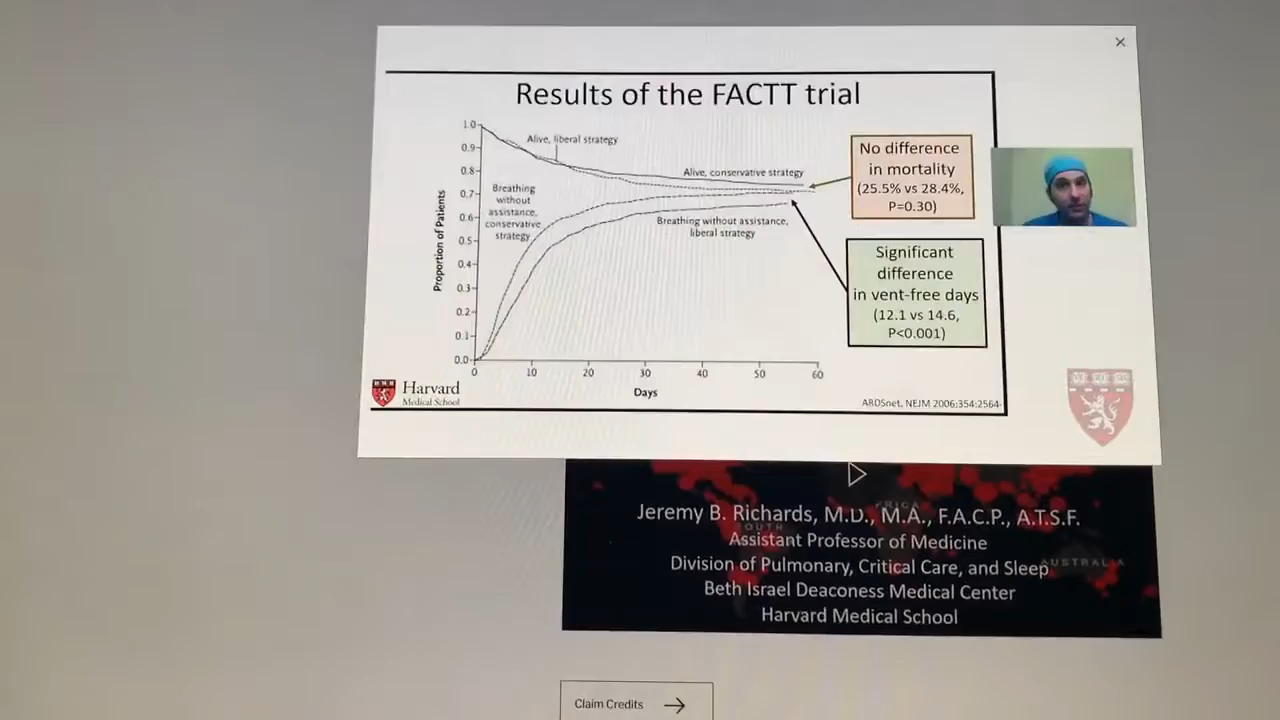 Results of the FACTT trial
1.0
0.9
0.8
0.7
0.6
0.5
0.4
0.3
0.2
0.1
0.0
Proportion of Patients
Alive, liberal strategy
Alive, conservative strategy
Breathing
without
assistance,
conservative
strategy
Breathing without assistance,
liberal strategy
0 10 20 30 40 50 60
Days
No difference
in mortality
(25.5% vs 28.4%,
P=0.30)
Significant
difference
in vent-free days
(12.1 vs 14.6,
P<0.001)
Harvard
Medical School
ARDSnet. NEJM 2006;354:2564-
Jeremy B. Richards, M.D., M.A., F.A.C.P., A.T.S.F.
Assistant Professor of Medicine
Division of Pulmonary, Critical Care, and Sleep
AUSTRALIA
Beth Israel Deaconess Medical Center
Harvard Medical School
Claim Credits